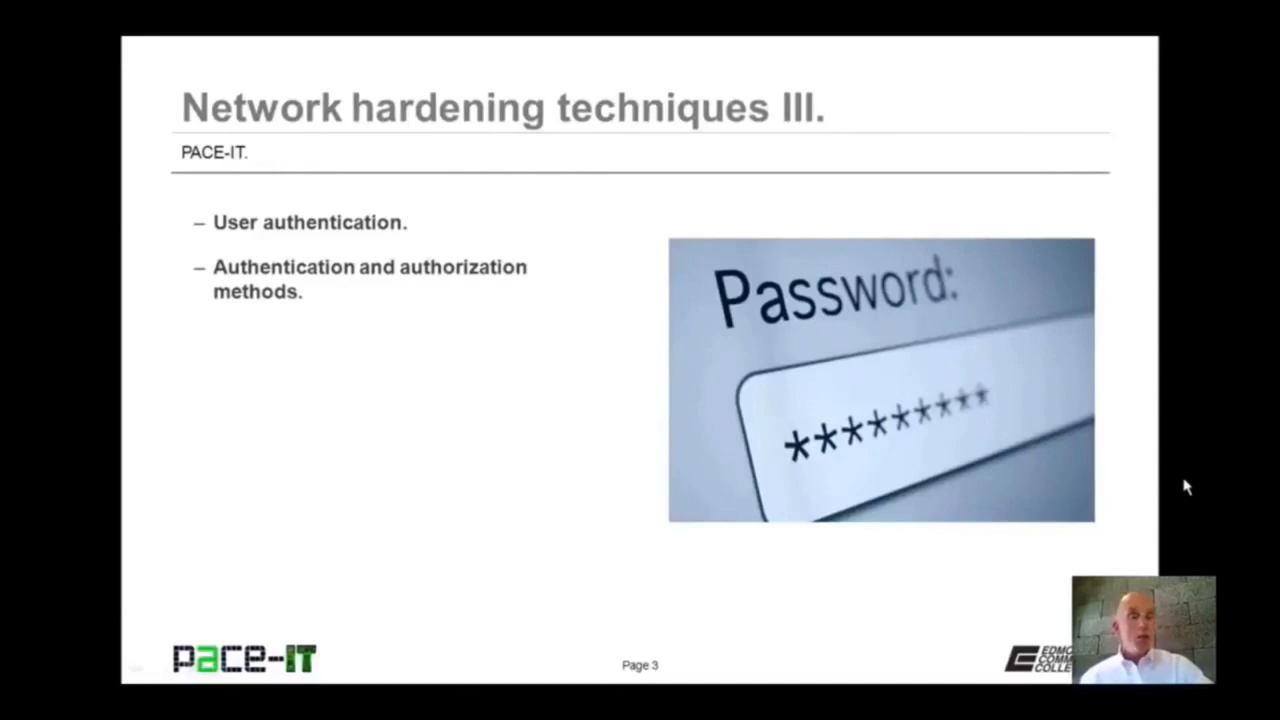 Network hardening techniques III.
PACE-IT.
– User authentication.
– Authentication and authorization
methods.
Password:
*********
pace-IT
Page 3